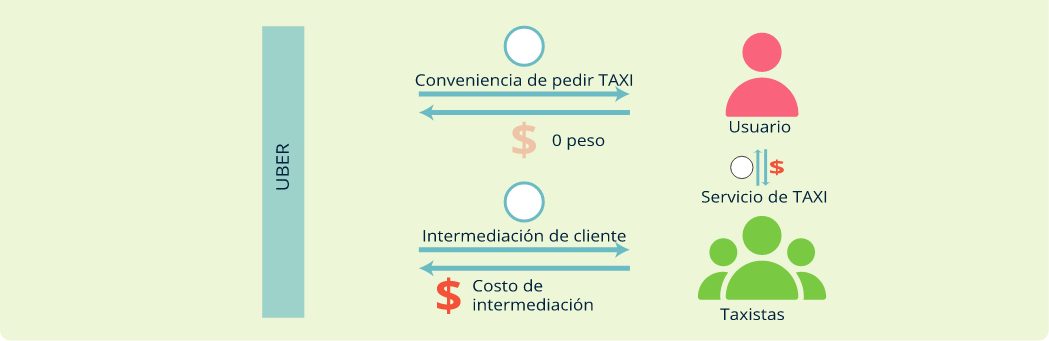 UBER
Conveniencia de pedir TAXI
$ 0 peso
Intermediación de cliente
$ Costo de
intermediación
Usuario
$
Servicio de TAXI
Taxistas